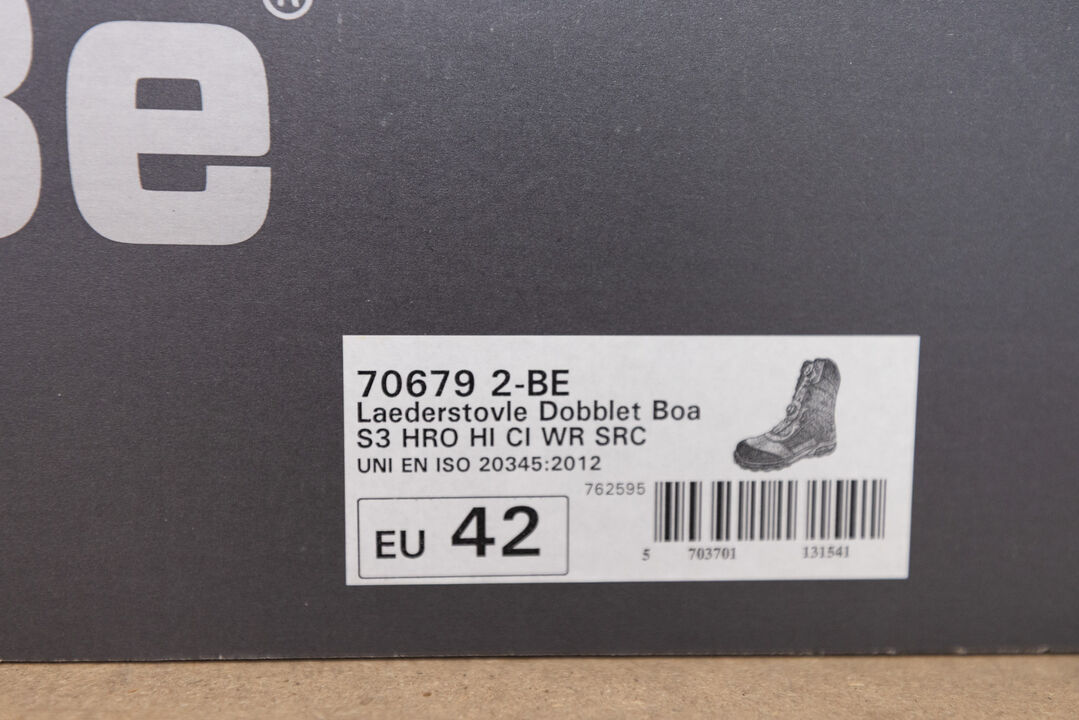 Be®
70679 2-BE
Laederstovle Dobblet Boa
S3 HRO HI CI WR SRC
UNI EN ISO 20345:2012
762595
EU 42
5 703701 131541